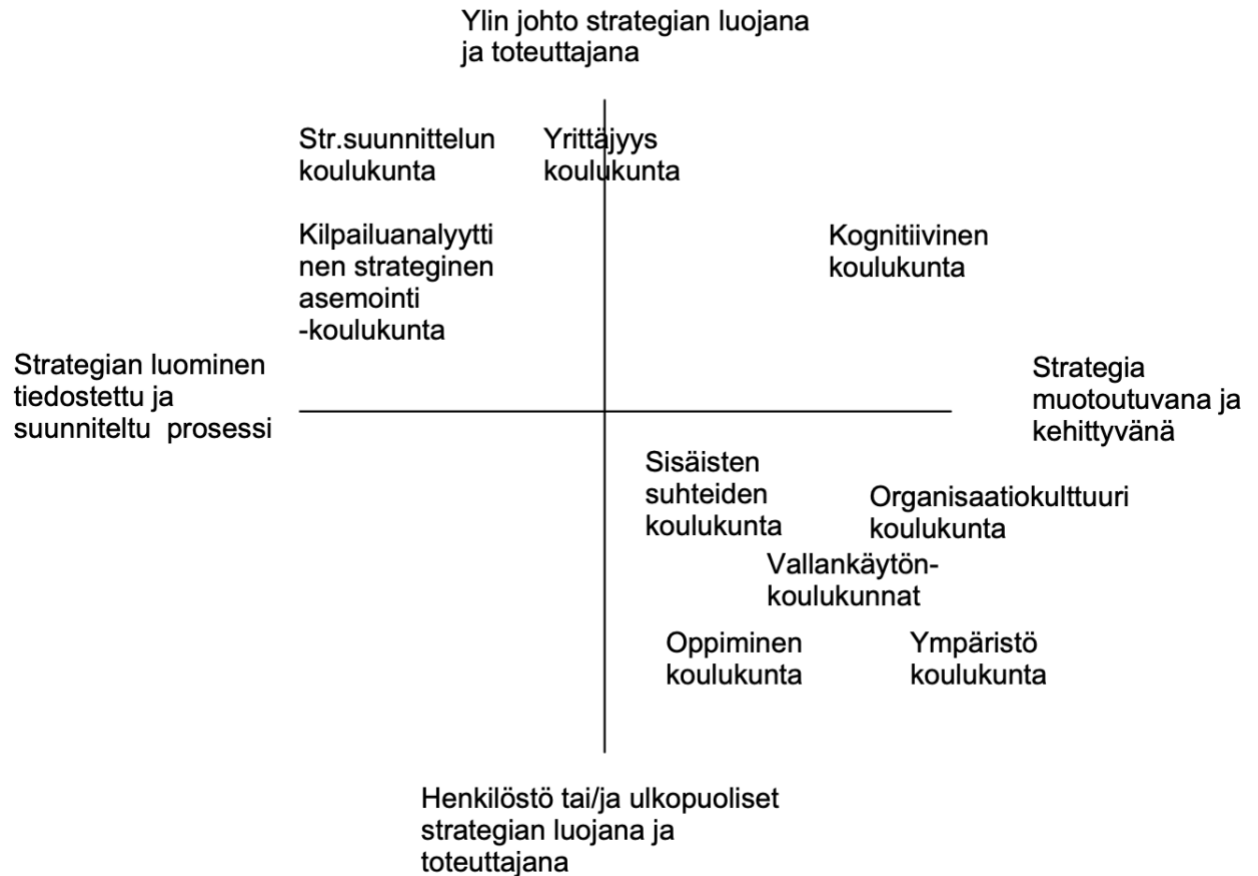 Ylin johto strategian luojana
ja toteuttajana
Str.suunnittelun
koulukunta
Yrittäjyys
koulukunta
Kilpailuanalyytti
nen strateginen
asemointi
-koulukunta
Kognitiivinen
koulukunta
Strategian luominen
tiedostettu ja
suunniteltu  prosessi
Strategia
muotoutuvana ja
kehittyvänä
Sisäisten
suhteiden
koulukunta
Organisaatiokulttuuri
koulukunta
Vallankäytön-
koulukunnat
Oppiminen
koulukunta
Ympäristö
koulukunta
Henkilöstö tai/ja ulkopuoliset
strategian luojana ja
toteuttajana